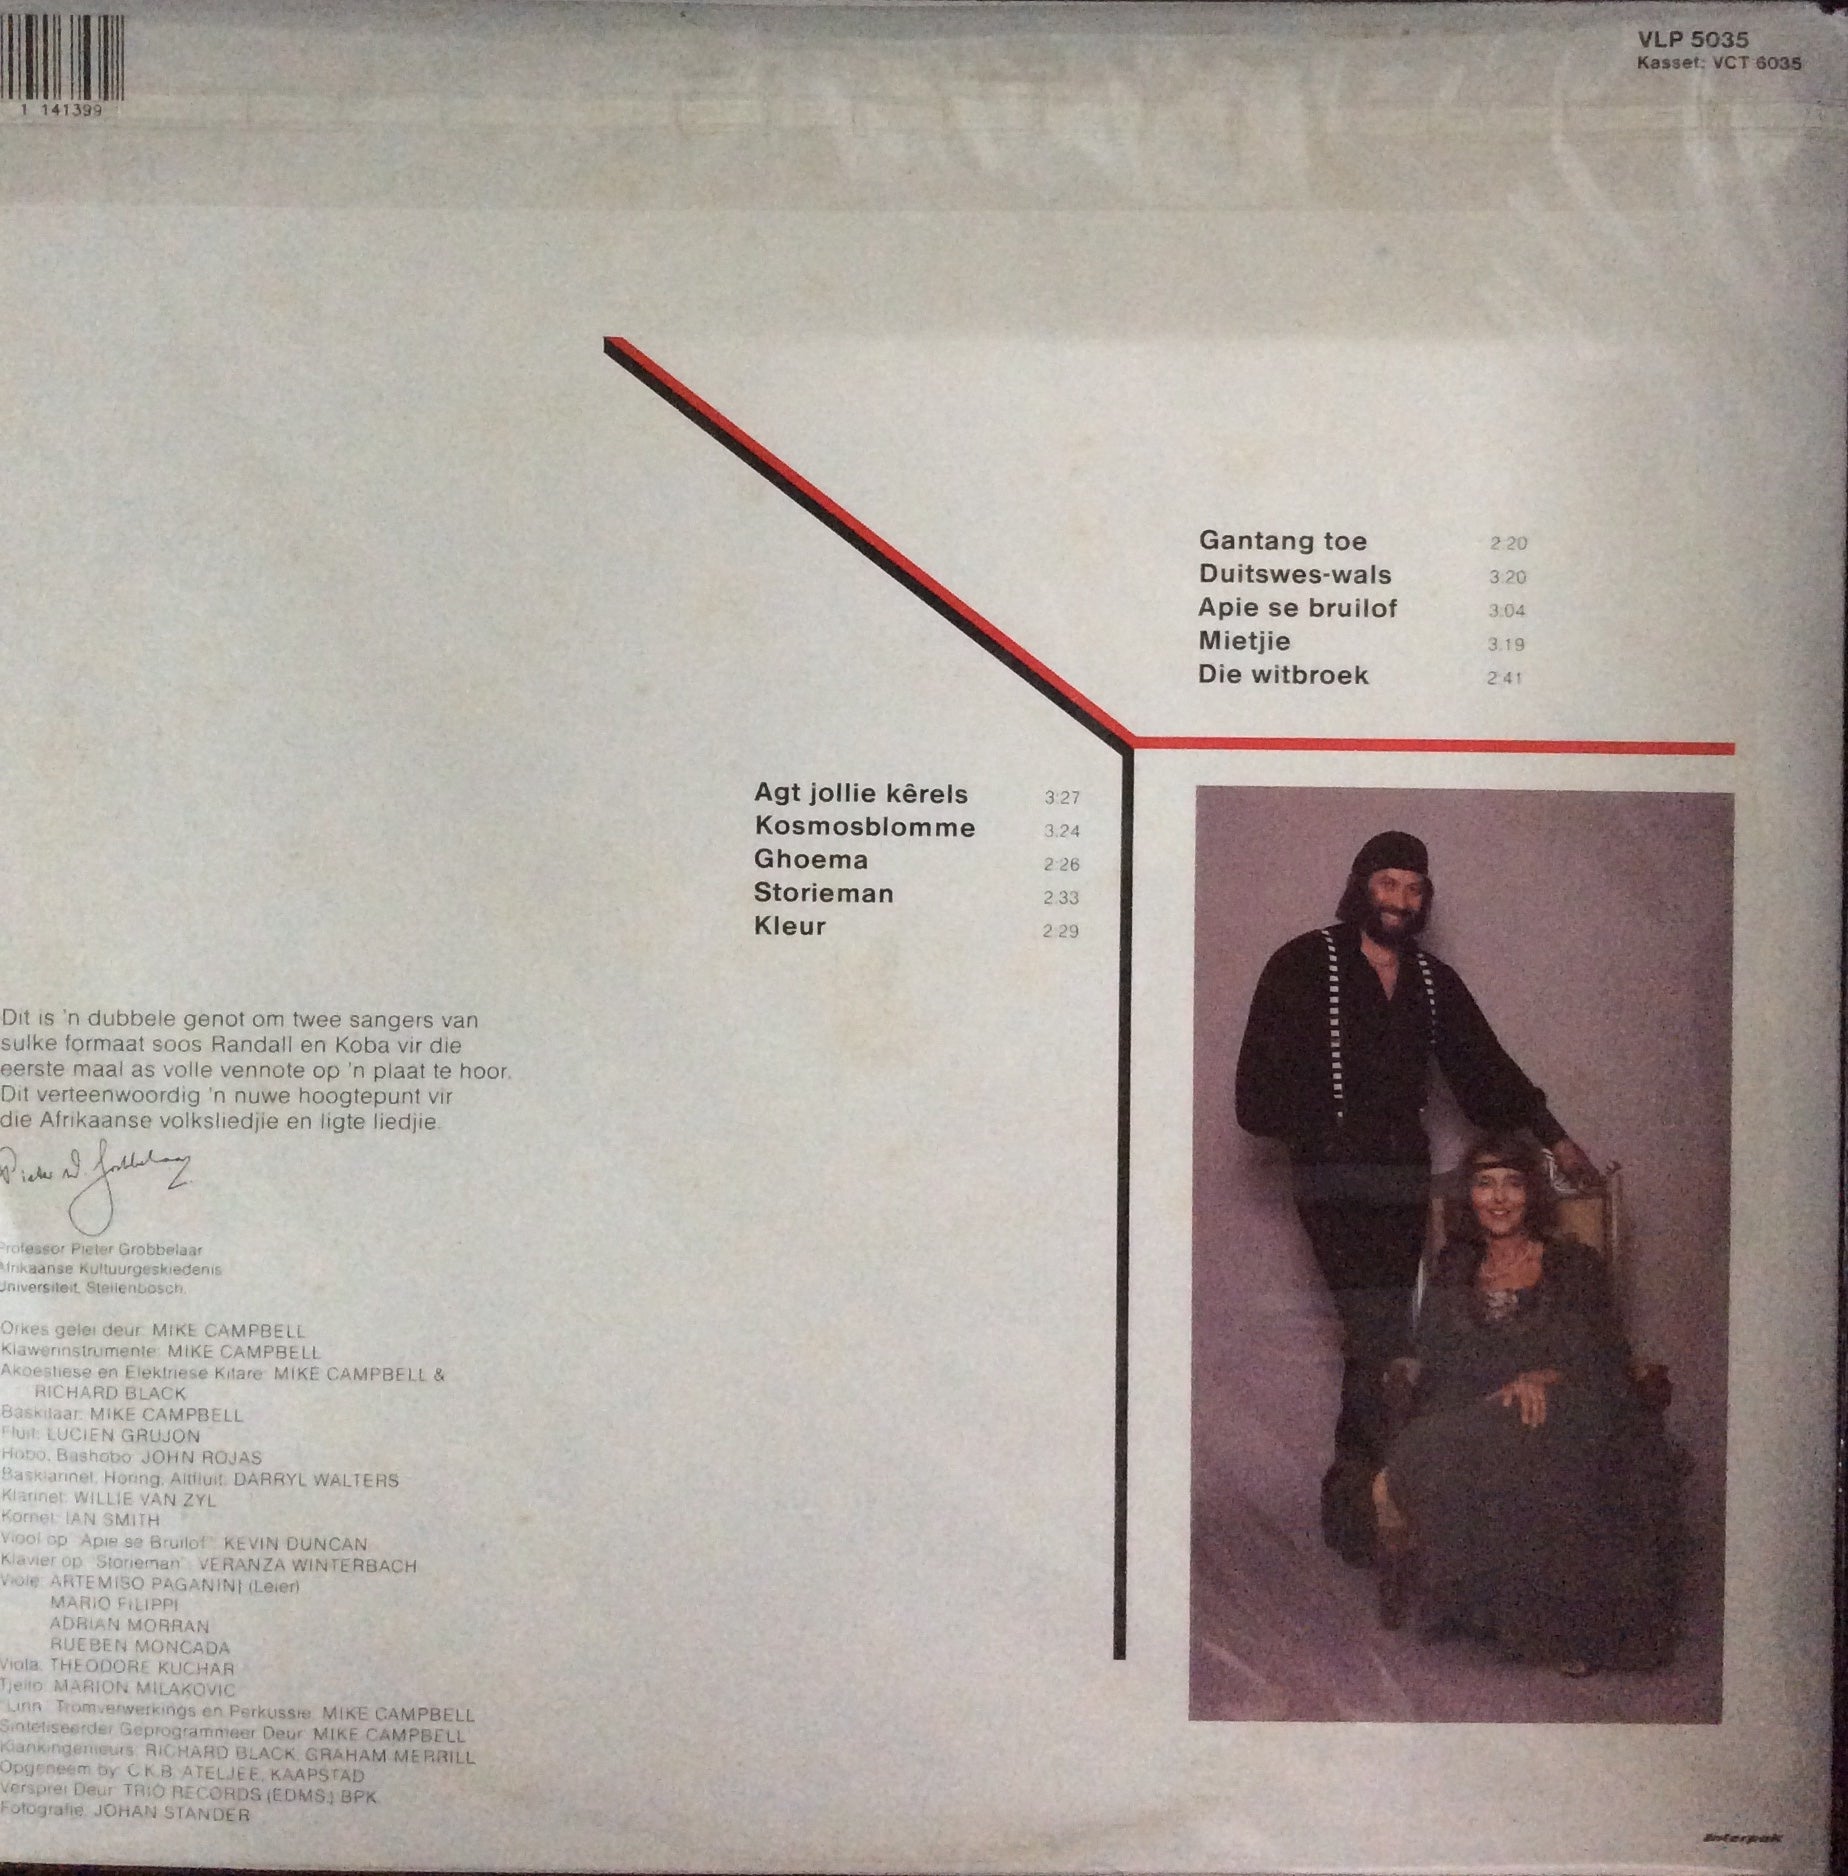 1 141399
VLP 5035
Kasset: VCT 6035
Gantang toe 2:20
Duitswes-wals 3:20
Apie se bruilof 3:04
Mietjie 3:19
Die witbroek 2:41
Agt jollie kêrels 3:27
Kosmosblomme 3:24
Ghoema 2:26
Storieman 2:33
Kleur 2:29
Dit is 'n dubbele genot om twee sangers van
sulke formaat soos Randall en Koba vir die
eerste maal as volle vennote op 'n plaat te hoor.
Dit verteenwoordig 'n nuwe hoogtepunt vir
die Afrikaanse volksliedjie en ligte liedjie.
Pieter W. Grobbelaar
Professor Pieter Grobbelaar
Afrikaanse Kultuurgeskiedenis
Universiteit, Stellenbosch.
Orkes gelei deur: MIKE CAMPBELL
Klawerinstrumente: MIKE CAMPBELL
Akoestiese en Elektriese Kitare: MIKE CAMPBELL &
RICHARD BLACK
Baskitaar: MIKE CAMPBELL
Fluit: LUCIEN GRUJON
Hobo, Bashobo: JOHN ROJAS
Basklarinet, Horing, Altfluit: DARRYL WALTERS
Klarinet: WILLIE VAN ZYL
Kornet: IAN SMITH
Viool op "Apie se Bruilof": KEVIN DUNCAN
Klavier op "Storieman": VERANZA WINTERBACH
Viole: ARTEMISO PAGANINI (Leier)
MARIO FILIPPI
ADRIAN MORRAN
RUEBEN MONCADA
Viola: THEODORE KUCHAR
Tjello: MARION MILAKOVIC
"Linn" Tromverwerkings en Perkussie: MIKE CAMPBELL
Sintetiseerder Geprogrammeer Deur: MIKE CAMPBELL
Klankingenieurs: RICHARD BLACK, GRAHAM MERRILL
Opgeneem by: C.K.B. ATELJEE, KAAPSTAD
Versprei Deur: TRIO RECORDS (EDMS.) BPK.
Fotografie: JOHAN STANDER
Interpak